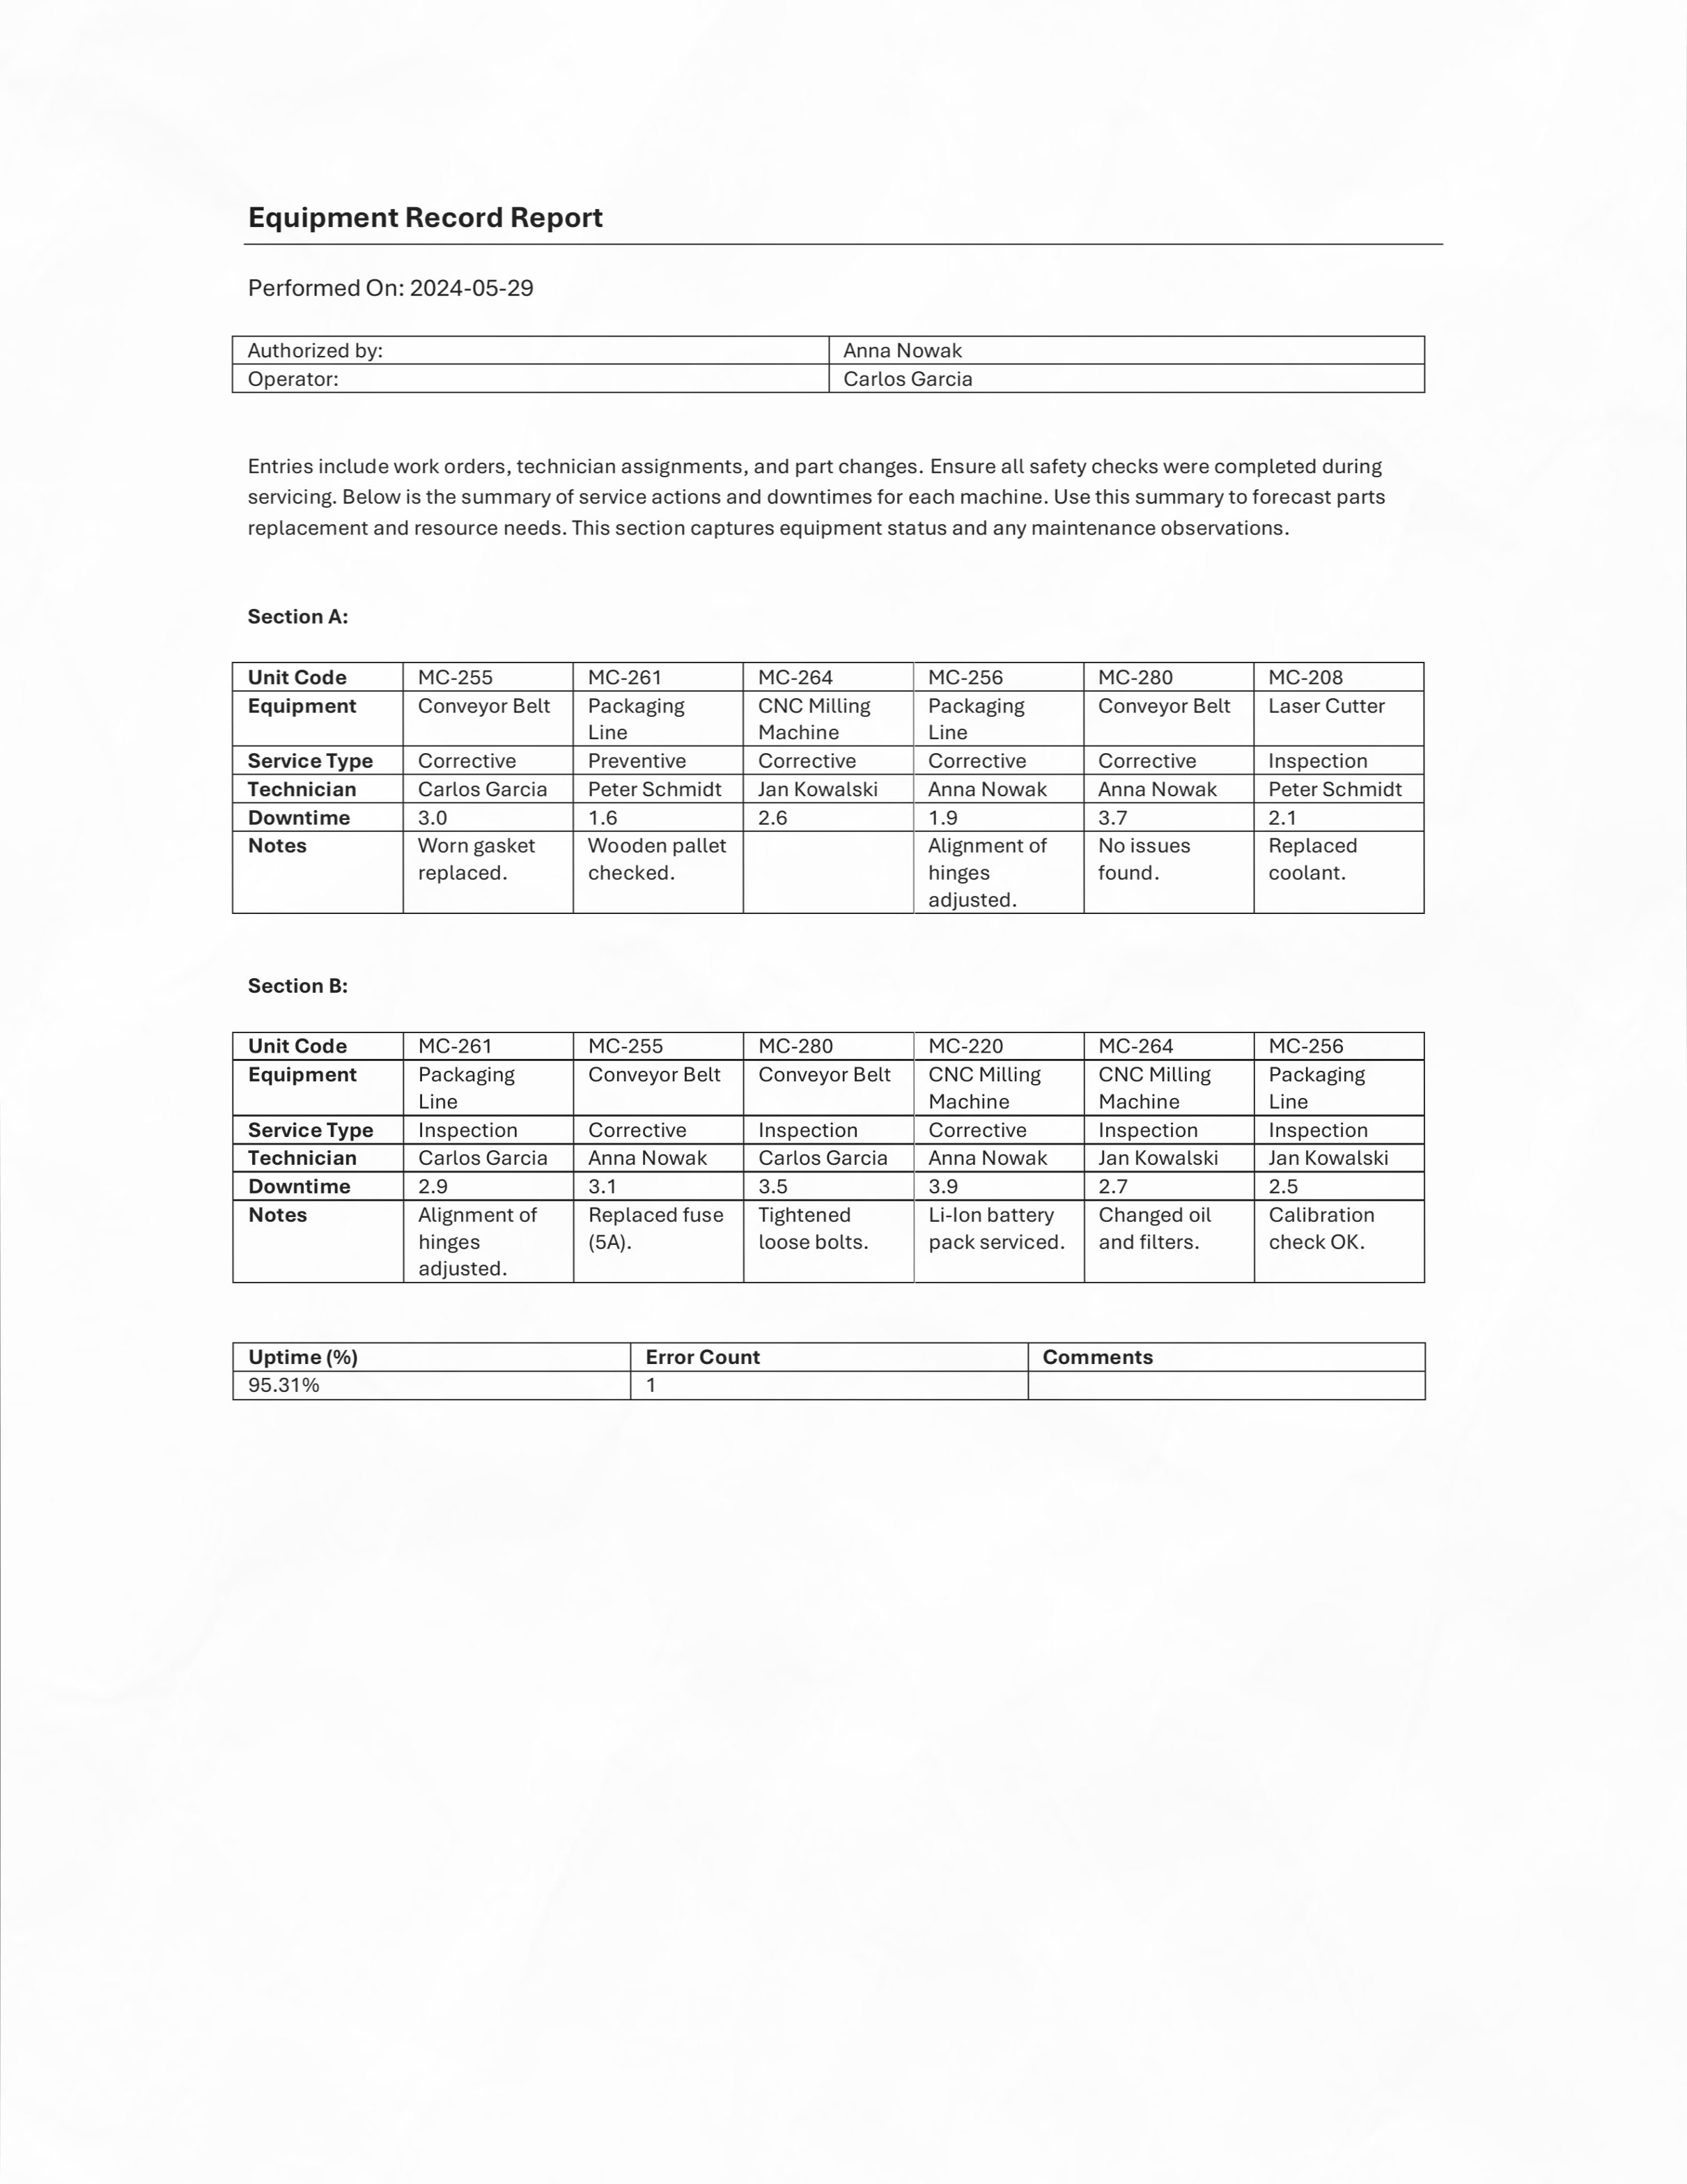 Equipment Record Report
Performed On: 2024-05-29
Authorized by: Anna Nowak
Operator: Carlos Garcia
Entries include work orders, technician assignments, and part changes. Ensure all safety checks were completed during
servicing. Below is the summary of service actions and downtimes for each machine. Use this summary to forecast parts
replacement and resource needs. This section captures equipment status and any maintenance observations.
Section A:
Unit Code MC-255 MC-261 MC-264 MC-256 MC-280 MC-208
Equipment Conveyor Belt Packaging CNC Milling Packaging Conveyor Belt Laser Cutter
Line Machine Line
Service Type Corrective Preventive Corrective Corrective Corrective Inspection
Technician Carlos Garcia Peter Schmidt Jan Kowalski Anna Nowak Anna Nowak Peter Schmidt
Downtime 3.0 1.6 2.6 1.9 3.7 2.1
Notes Worn gasket Wooden pallet Alignment of No issues Replaced
replaced. checked. hinges found. coolant.
adjusted.
Section B:
Unit Code MC-261 MC-255 MC-280 MC-220 MC-264 MC-256
Equipment Packaging Conveyor Belt Conveyor Belt CNC Milling CNC Milling Packaging
Line Machine Machine Line
Service Type Inspection Corrective Inspection Corrective Inspection Inspection
Technician Carlos Garcia Anna Nowak Carlos Garcia Anna Nowak Jan Kowalski Jan Kowalski
Downtime 2.9 3.1 3.5 3.9 2.7 2.5
Notes Alignment of Replaced fuse Tightened Li-Ion battery Changed oil Calibration
hinges (5A). loose bolts. pack serviced. and filters. check OK.
adjusted.
Uptime (%) Error Count Comments
95.31% 1